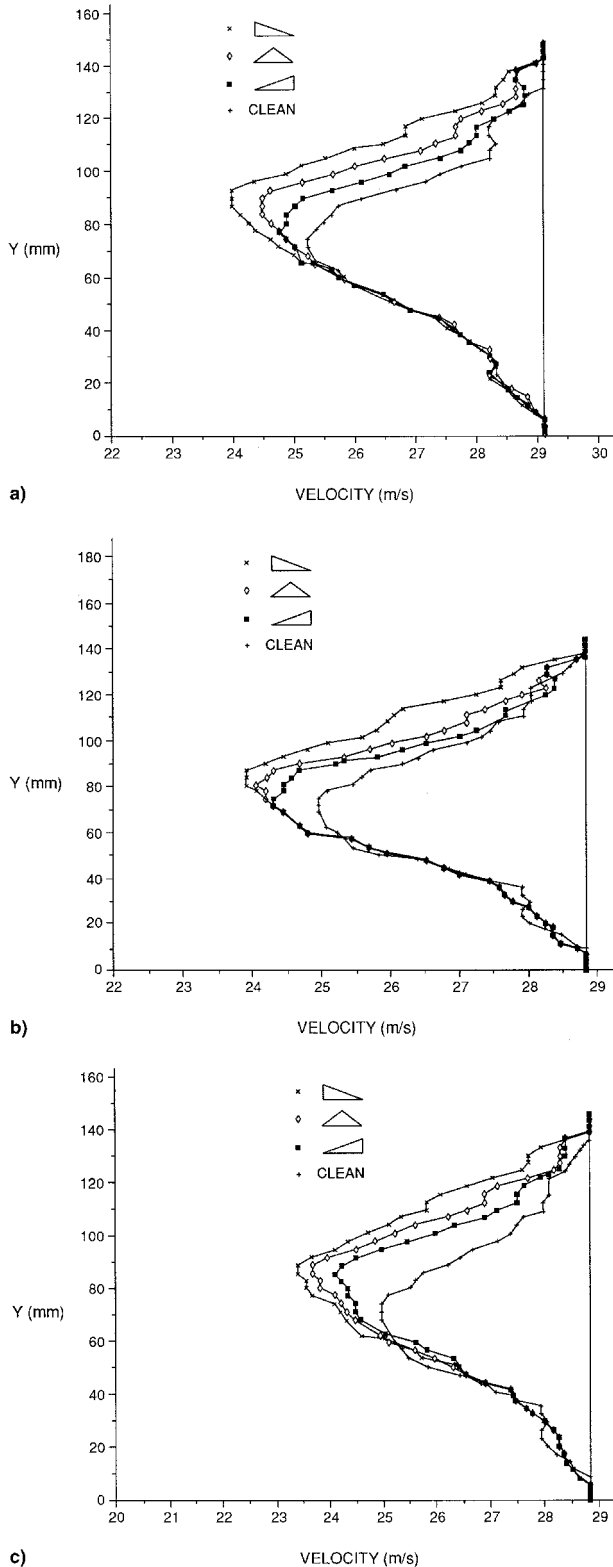 160
140
120
100
80
60
40
20
0
Y (mm)
CLEAN
22 23 24 25 26 27 28 29 30
a) VELOCITY (m/s)
180
160
140
120
100
80
60
40
20
0
Y (mm)
CLEAN
22 23 24 25 26 27 28 29
b) VELOCITY (m/s)
160
140
120
100
80
60
40
20
0
Y (mm)
CLEAN
20 21 22 23 24 25 26 27 28 29
c) VELOCITY (m/s)